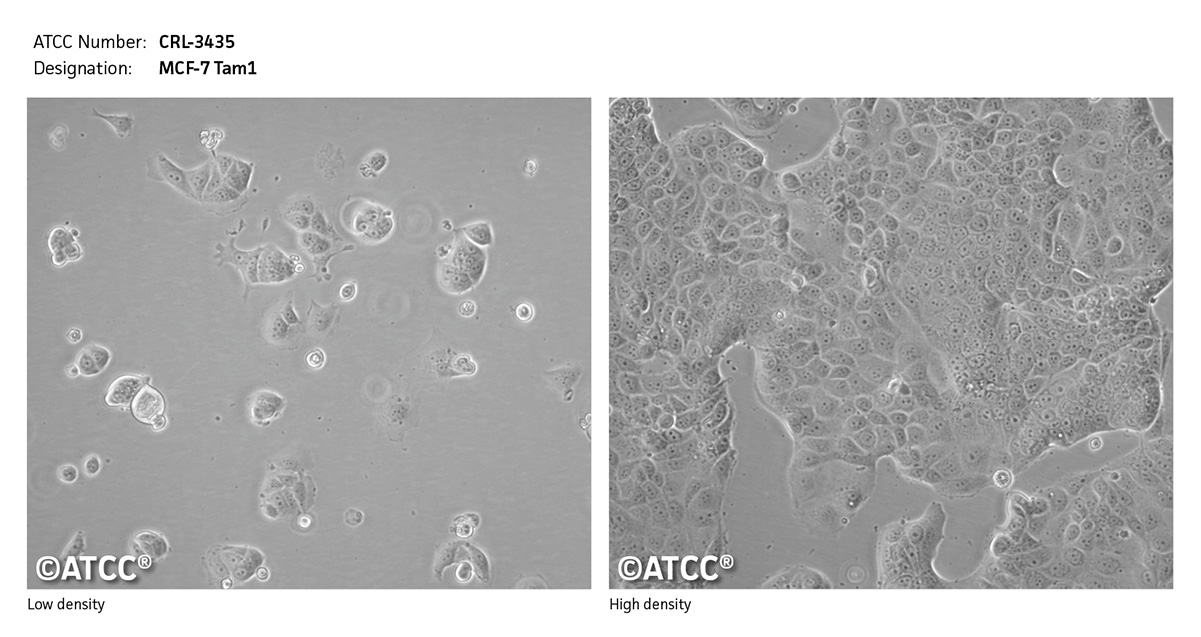 ATCC Number: CRL-3435
Designation: MCF-7 Tam1
©ATCC®
©ATCC®
Low density
High density